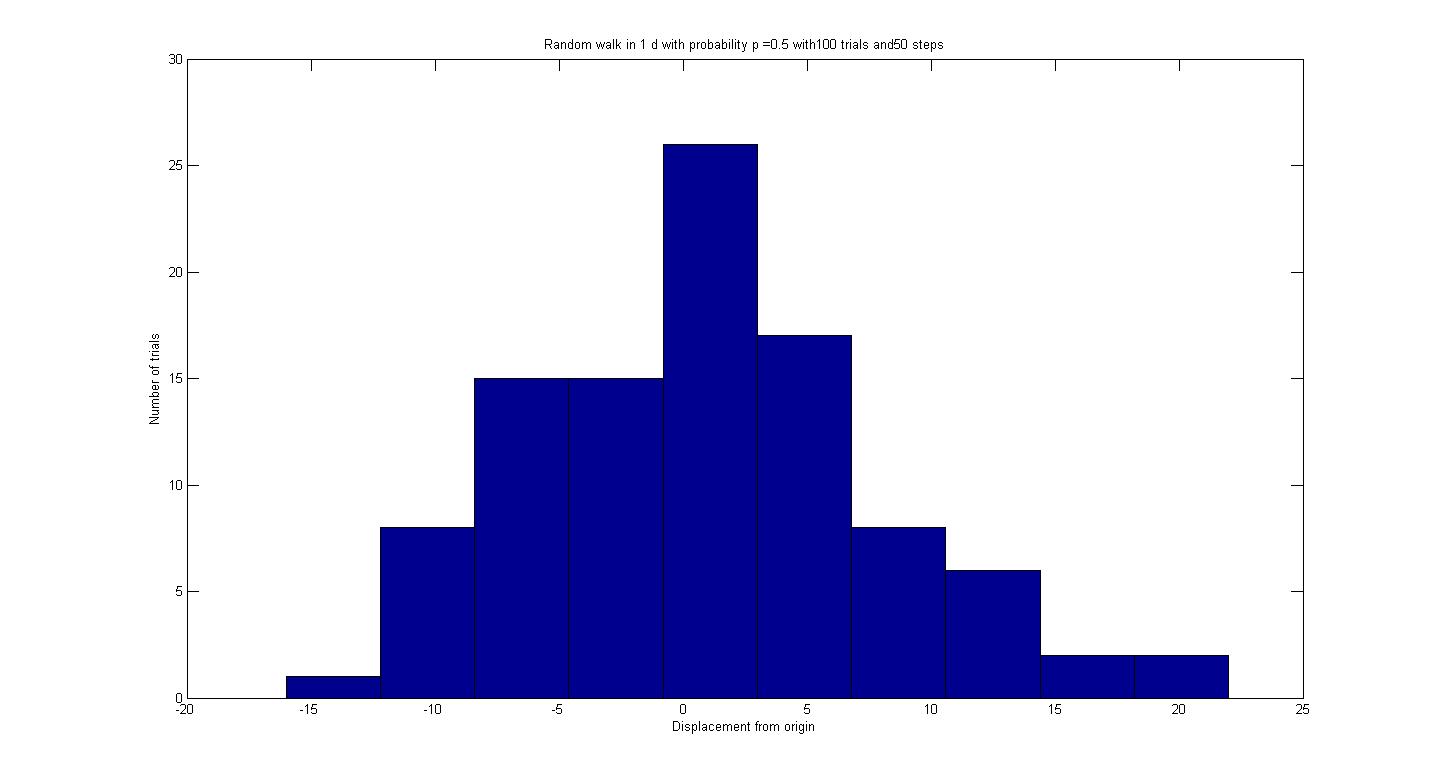 Random walk in 1 d with probability p =0.5 with100 trials and50 steps
30
25
20
15
10
5
0
Number of trials
-20 -15 -10 -5 0 5 10 15 20 25
Displacement from origin